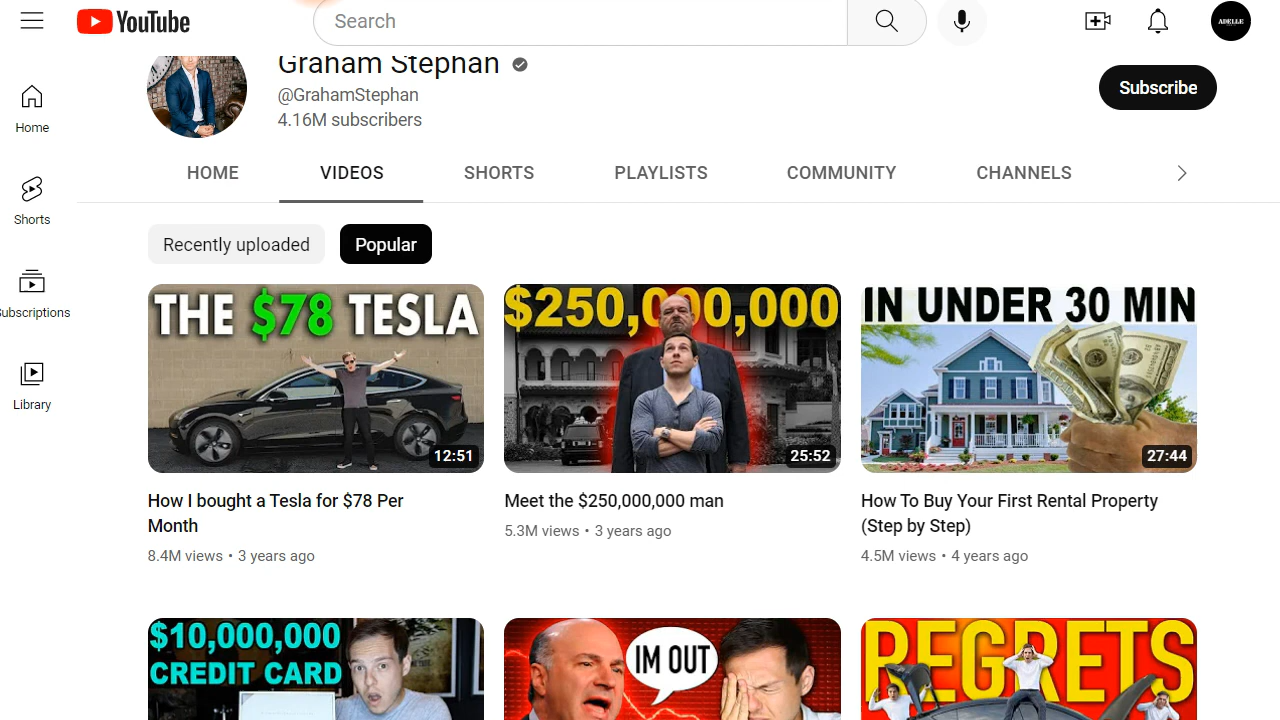 YouTube
Search
ADELLE
Graham Stephan
@GrahamStephan
4.16M subscribers
Subscribe
Home
Shorts
Subscriptions
Library
HOME
VIDEOS
SHORTS
PLAYLISTS
COMMUNITY
CHANNELS
Recently uploaded
Popular
THE $78 TESLA
12:51
How I bought a Tesla for $78 Per
Month
8.4M views • 3 years ago
$250,000,000
25:52
Meet the $250,000,000 man
5.3M views • 3 years ago
IN UNDER 30 MIN
27:44
How To Buy Your First Rental Property
(Step by Step)
4.5M views • 4 years ago
$10,000,000
CREDIT CARD
IM OUT
REGRETS